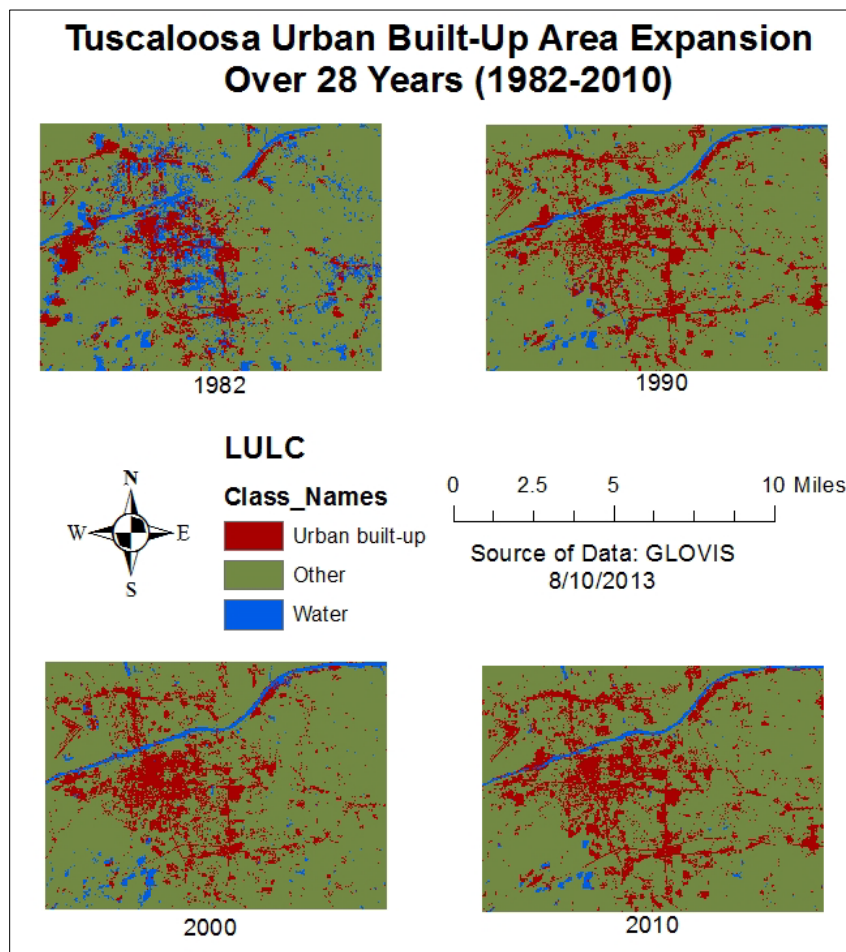 Tuscaloosa Urban Built-Up Area Expansion
Over 28 Years (1982-2010)
1982
1990
LULC
Class_Names
Urban built-up
Other
Water
N
W
E
S
0 2.5 5 10 Miles
Source of Data: GLOVIS
8/10/2013
2000
2010